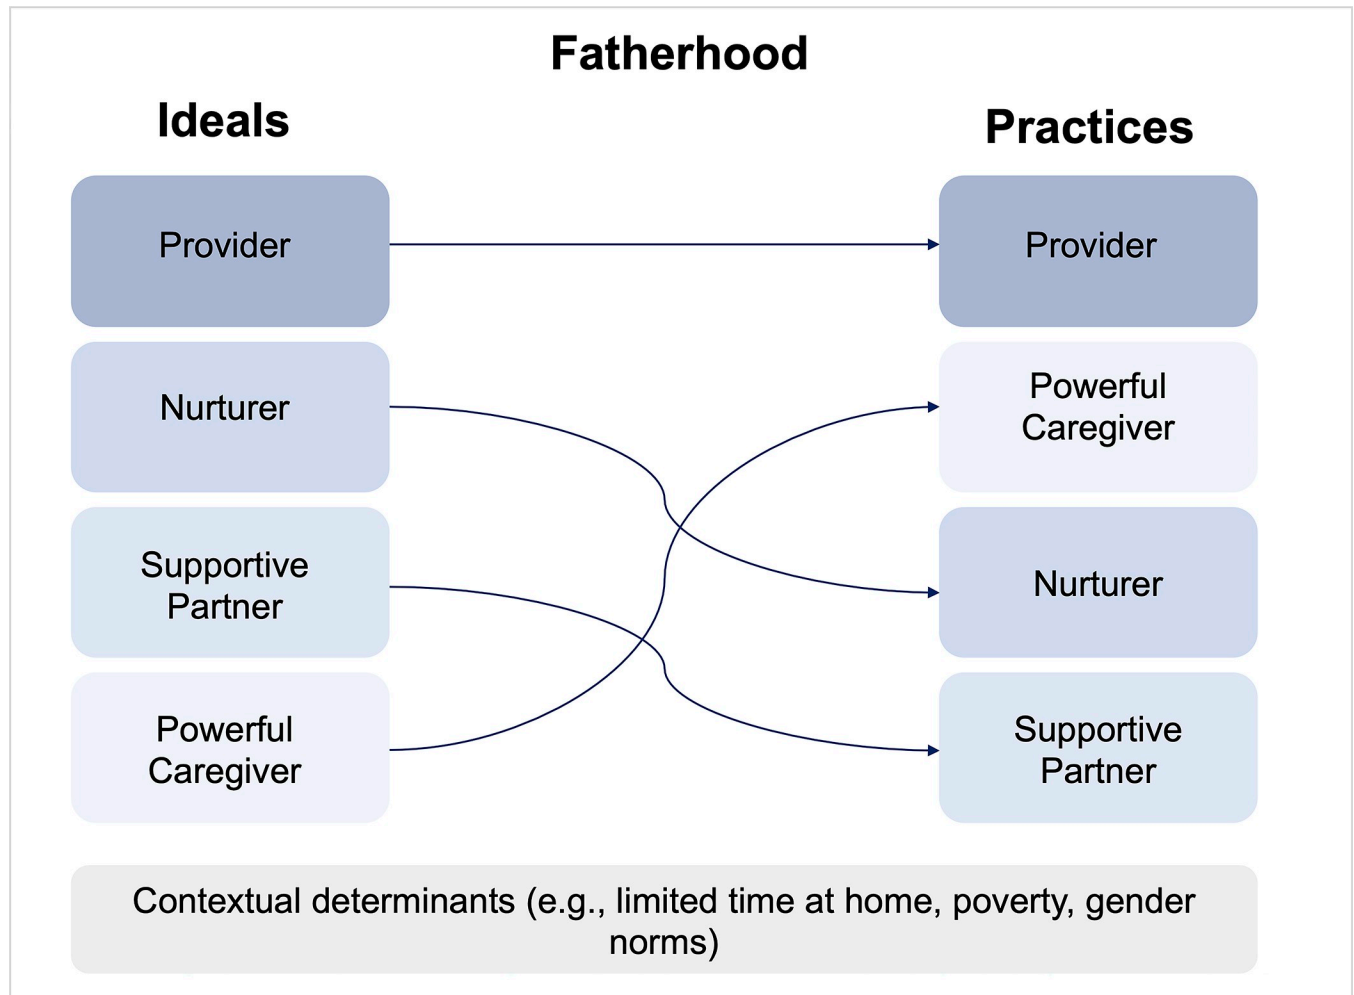 Fatherhood
Ideals
Practices
Provider
Provider
Nurturer
Powerful
Caregiver
Supportive
Partner
Nurturer
Powerful
Caregiver
Supportive
Partner
Contextual determinants (e.g., limited time at home, poverty, gender
norms)